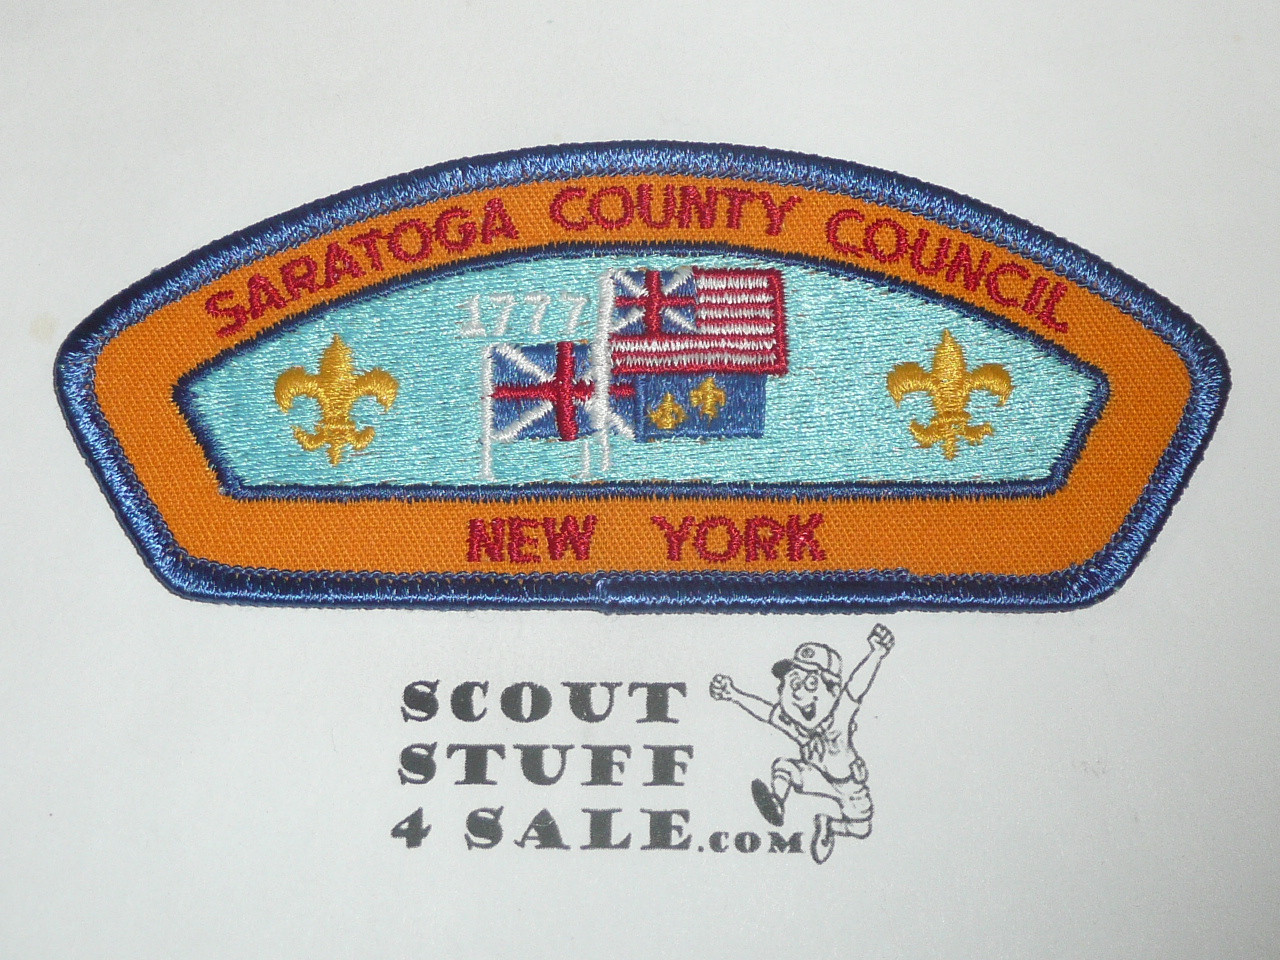 SARATOGA COUNTY COUNCIL
1777
NEW YORK
SCOUT
STUFF
4 SALE.COM